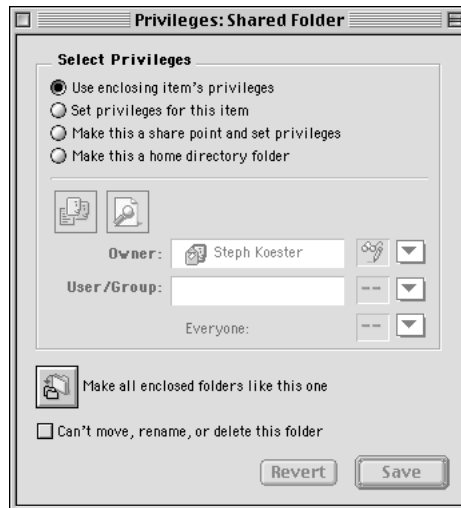 Privileges: Shared Folder
Select Privileges
Use enclosing item's privileges
Set privileges for this item
Make this a share point and set privileges
Make this a home directory folder
Owner: Steph Koester
User/Group: --
Everyone: --
Make all enclosed folders like this one
Can't move, rename, or delete this folder
Revert Save